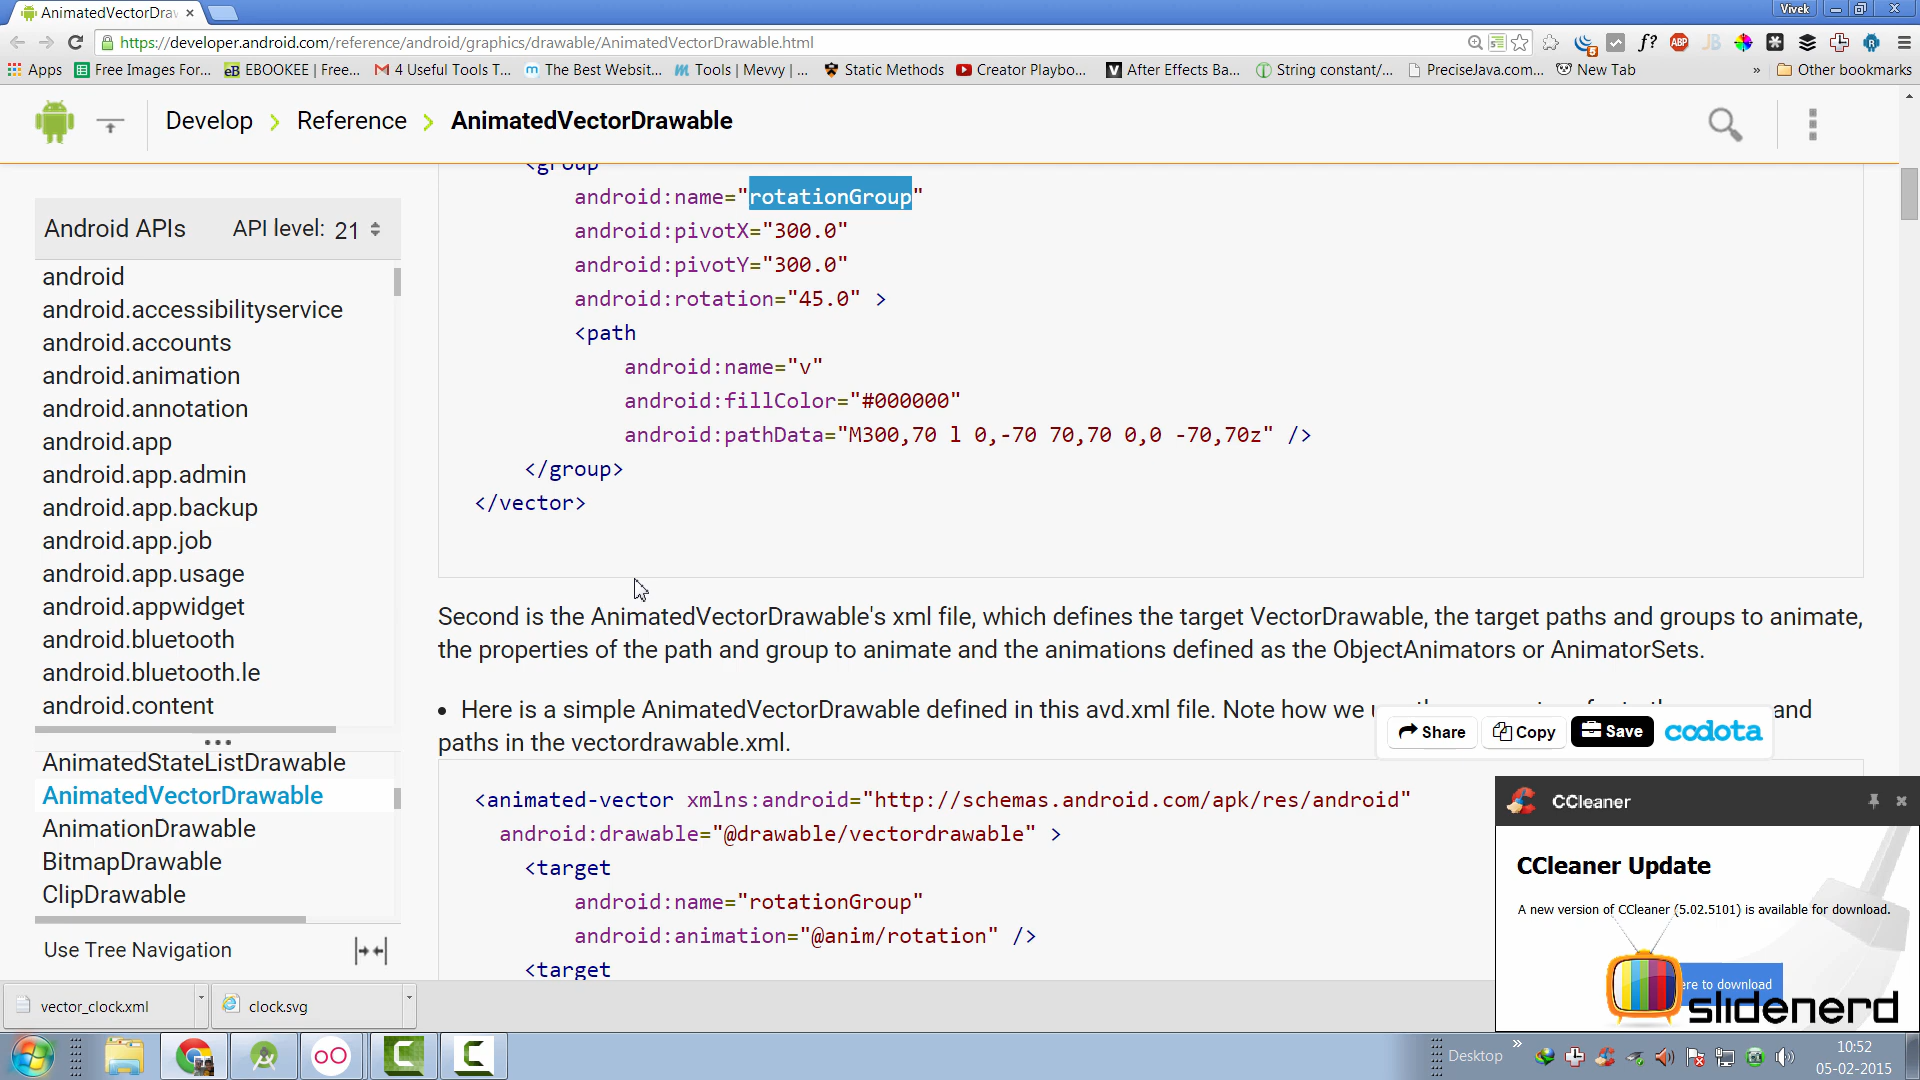 AnimatedVectorDra
Vivek
https://developer.android.com/reference/android/graphics/drawable/AnimatedVectorDrawable.html
Apps
Free Images For...
EBOOKEE | Free...
4 Useful Tools T...
The Best Websit...
Tools | Mevvy | ...
Static Methods
Creator Playbo...
After Effects Ba...
String constant/...
PreciseJava.com...
New Tab
»
Other bookmarks
Develop > Reference > AnimatedVectorDrawable
Android APIs
API level: 21
android
android.accessibilityservice
android.accounts
android.animation
android.annotation
android.app
android.app.admin
android.app.backup
android.app.job
android.app.usage
android.appwidget
android.bluetooth
android.bluetooth.le
android.content
AnimatedStateListDrawable
AnimatedVectorDrawable
AnimationDrawable
BitmapDrawable
ClipDrawable
Use Tree Navigation
<group
android:name="rotationGroup"
android:pivotX="300.0"
android:pivotY="300.0"
android:rotation="45.0" >
<path
android:name="v"
android:fillColor="#000000"
android:pathData="M300,70 l 0,-70 70,70 0,0 -70,70z" />
</group>
</vector>
Second is the AnimatedVectorDrawable's xml file, which defines the target VectorDrawable, the target paths and groups to animate,
the properties of the path and group to animate and the animations defined as the ObjectAnimators or AnimatorSets.
• Here is a simple AnimatedVectorDrawable defined in this avd.xml file. Note how we and
paths in the vectordrawable.xml.
Share
Copy
Save
codota
<animated-vector xmlns:android="http://schemas.android.com/apk/res/android"
android:drawable="@drawable/vectordrawable" >
<target
android:name="rotationGroup"
android:animation="@anim/rotation" />
<target
CCleaner
CCleaner Update
A new version of CCleaner (5.02.5101) is available for download.
ere to download
slidenerd
vector_clock.xml
clock.svg
Desktop
»
10:52
05-02-2015